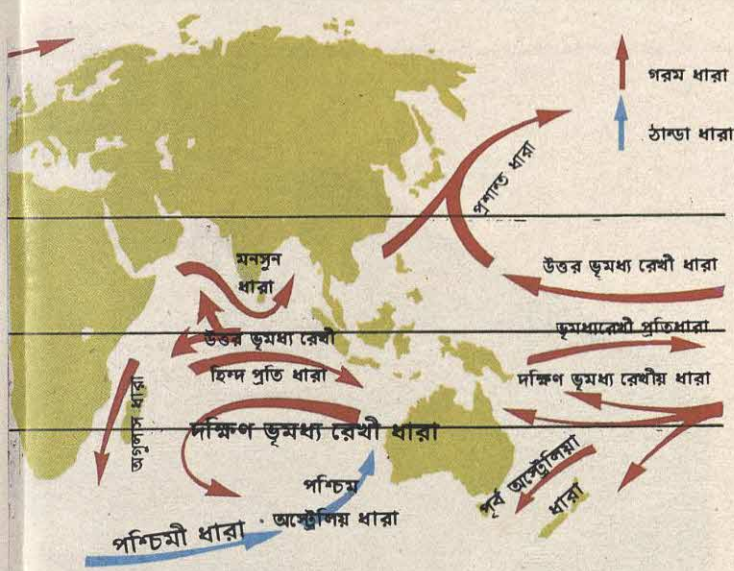 গরম ধারা
ঠান্ডা ধারা
প্রশান্ত ধারা
মনসুন
ধারা
উত্তর ভূমধ্য রেখী ধারা
উত্তর ভূমধ্য রেখী
ভূমধ্যরেখী প্রতিধারা
হিন্দ প্রতি ধারা
দক্ষিণ ভূমধ্য রেখীয় ধারা
অগুলাস ধারা
দক্ষিণ ভূমধ্য রেখী ধারা
পূর্ব অস্ট্রেলিয়া
ধারা
পশ্চিম
অস্ট্রেলিয় ধারা
পশ্চিমী ধারা